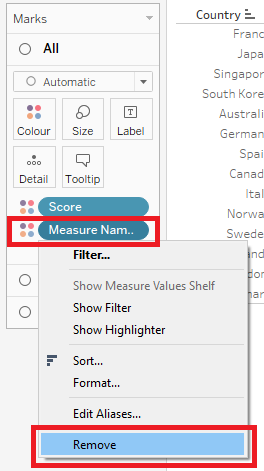 Marks
Country
All
Franc
Japa
Automatic
Singapor
South Kore
Australi
Colour
Size
Label
German
Spai
Detail
Tooltip
Canad
Ital
Score
Norwa
Measure Nam..
Swede
Filter...
Show Measure Values Shelf
Show Filter
Show Highlighter
Sort...
Format...
Edit Aliases...
Remove